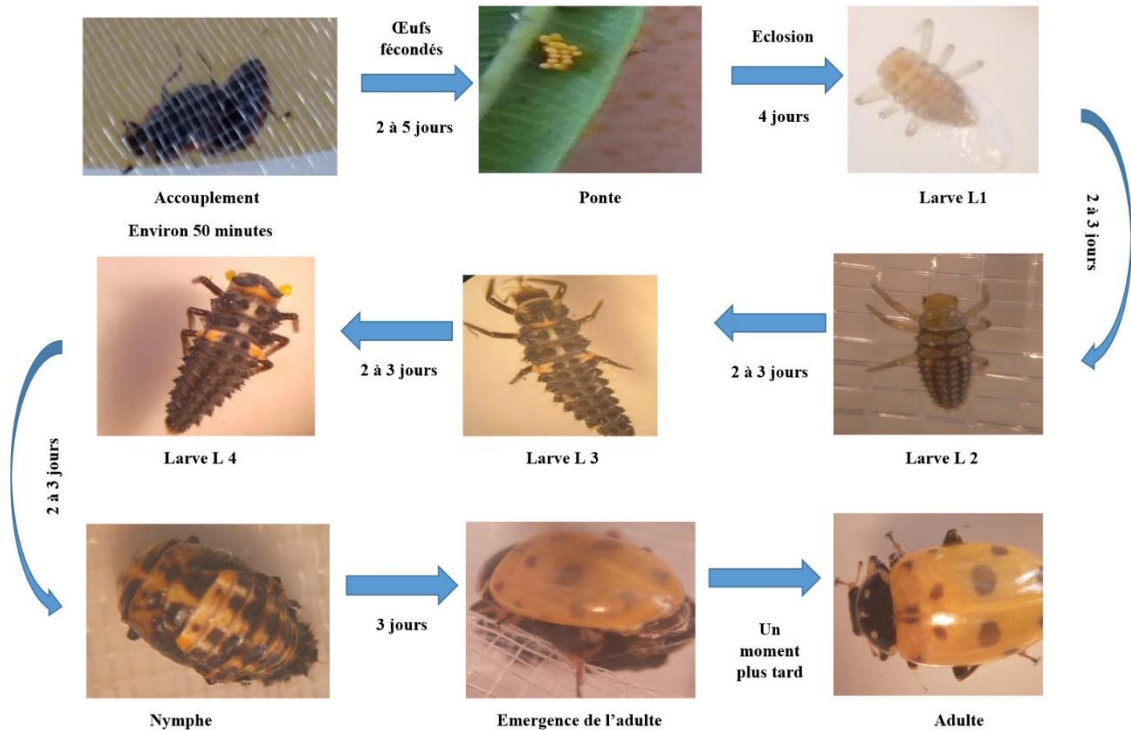 Œufs
fécondés
2 à 5 jours
Eclosion
4 jours
Accouplement
Environ 50 minutes
Ponte
Larve L1
2 à 3 jours
2 à 3 jours
2 à 3 jours
Larve L 4
Larve L 3
Larve L 2
2 à 3 jours
3 jours
Un
moment
plus tard
Nymphe
Emergence de l’adulte
Adulte